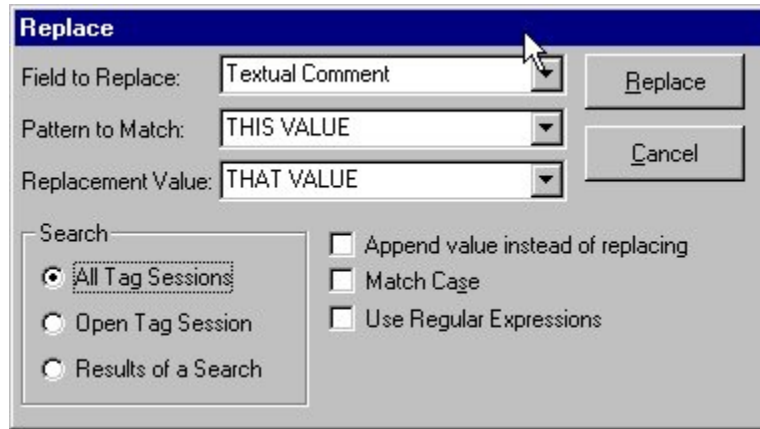 Replace
Field to Replace: Textual Comment Replace
Pattern to Match: THIS VALUE
Cancel
Replacement Value: THAT VALUE
Search
All Tag Sessions
Open Tag Session
Results of a Search
Append value instead of replacing
Match Case
Use Regular Expressions